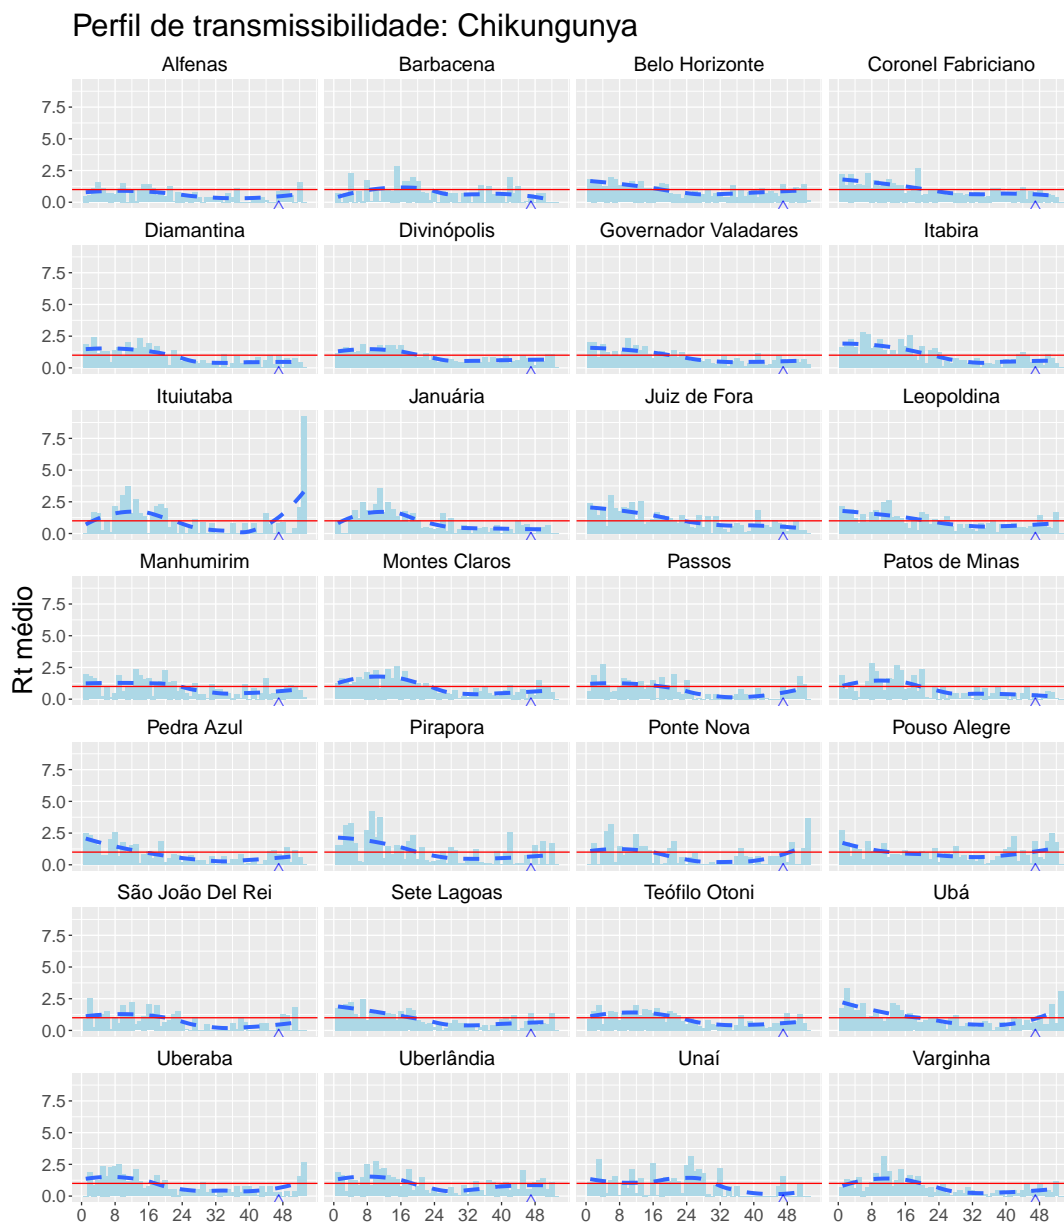 Perfil de transmissibilidade: Chikungunya
Alfenas Barbacena Belo Horizonte Coronel Fabriciano
7.5
5.0
2.5
0.0
Diamantina Divinópolis Governador Valadares Itabira
7.5
5.0
2.5
0.0
Ituiutaba Januária Juiz de Fora Leopoldina
7.5
5.0
2.5
0.0
Manhumirim Montes Claros Passos Patos de Minas
7.5
5.0
2.5
0.0
Rt médio
Pedra Azul Pirapora Ponte Nova Pouso Alegre
7.5
5.0
2.5
0.0
São João Del Rei Sete Lagoas Teófilo Otoni Ubá
7.5
5.0
2.5
0.0
Uberaba Uberlândia Unaí Varginha
7.5
5.0
2.5
0.0
0 8 16 24 32 48 0 8 16 24 32 48 0 8 16 24 32 48 0 8 16 24 32 48